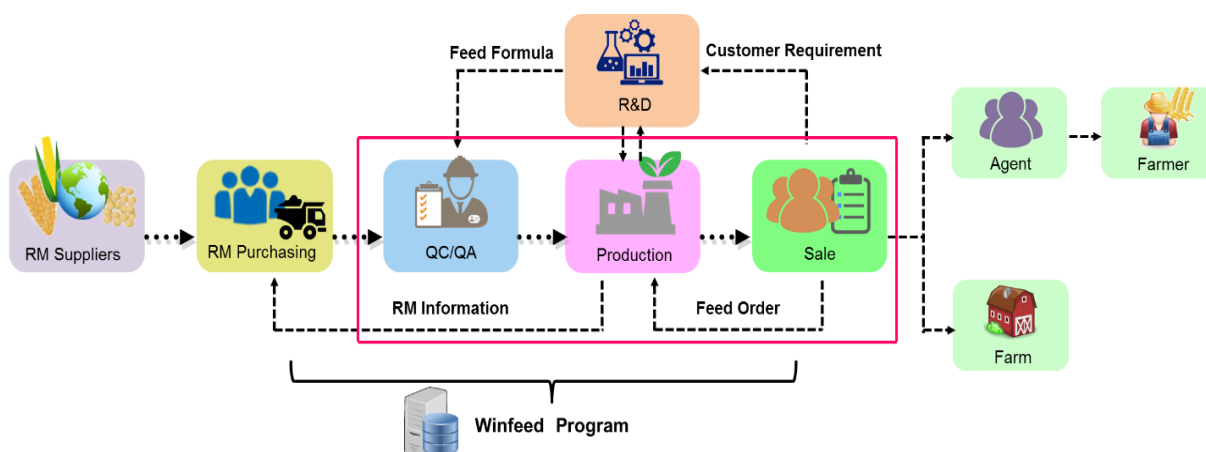 Feed Formula
Customer Requirement
R&D
Agent
Farmer
RM Suppliers
RM Purchasing
QC/QA
Production
Sale
RM Information
Feed Order
Farm
Winfeed Program